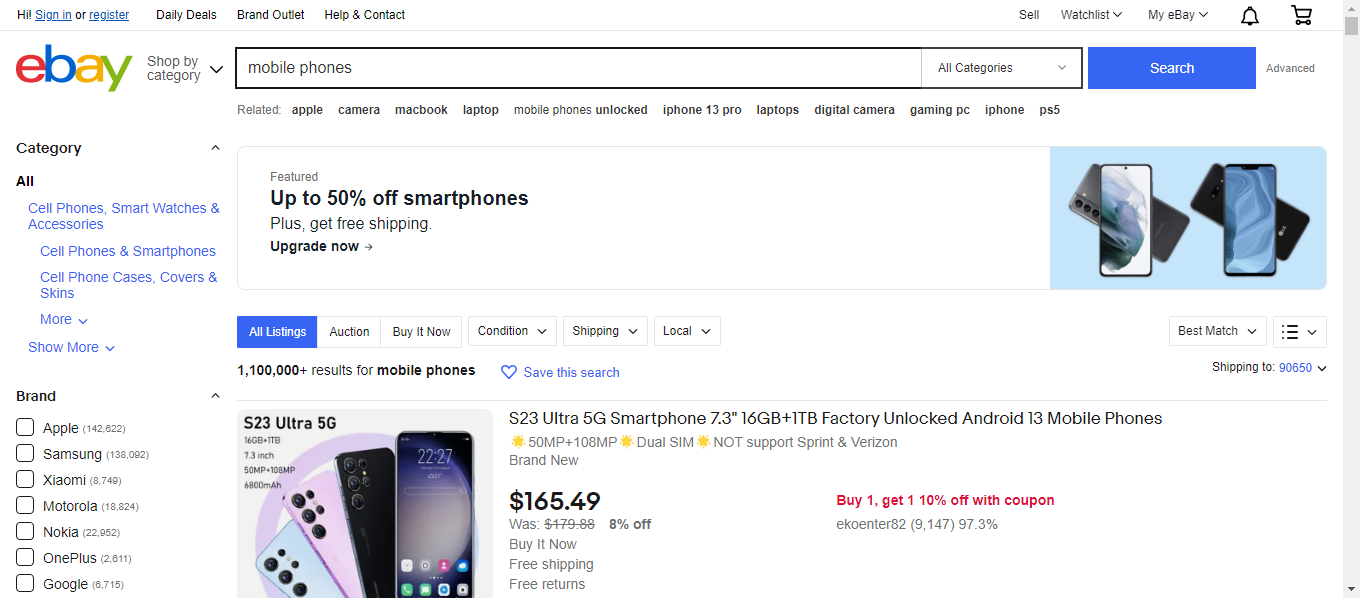 Hi! Sign in or register
Daily Deals
Brand Outlet
Help & Contact
Sell
Watchlist
My eBay
ebay
Shop by
category
mobile phones
All Categories
Search
Advanced
Related: apple camera macbook laptop mobile phones unlocked iphone 13 pro laptops digital camera gaming pc iphone ps5
Category
All
Cell Phones, Smart Watches &
Accessories
Cell Phones & Smartphones
Cell Phone Cases, Covers &
Skins
More
Show More
Brand
Apple (142,622)
Samsung (138,092)
Xiaomi (8,749)
Motorola (18,824)
Nokia (22,952)
OnePlus (2,611)
Google (6,715)
Featured
Up to 50% off smartphones
Plus, get free shipping.
Upgrade now →
LG
All Listings
Auction
Buy It Now
Condition
Shipping
Local
Best Match
1,100,000+ results for mobile phones
Save this search
Shipping to: 90650
S23 Ultra 5G
16GB+1TB
7.3 inch
50MP+108MP
6800mAh
22:27
S23 Ultra 5G Smartphone 7.3" 16GB+1TB Factory Unlocked Android 13 Mobile Phones
🌟50MP+108MP🌟Dual SIM🌟NOT support Sprint & Verizon
Brand New
$165.49
Was: $179.88 8% off
Buy It Now
Free shipping
Free returns
Buy 1, get 1 10% off with coupon
ekoenter82 (9,147) 97.3%